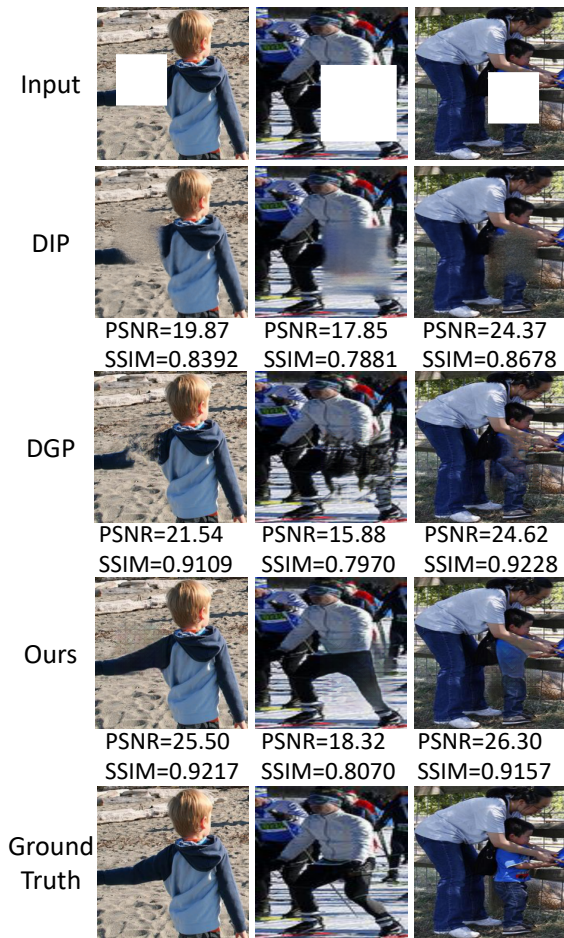 Input
DIP
PSNR=19.87 PSNR=17.85 PSNR=24.37
SSIM=0.8392 SSIM=0.7881 SSIM=0.8678
DGP
PSNR=21.54 PSNR=15.88 PSNR=24.62
SSIM=0.9109 SSIM=0.7970 SSIM=0.9228
Ours
PSNR=25.50 PSNR=18.32 PSNR=26.30
SSIM=0.9217 SSIM=0.8070 SSIM=0.9157
Ground
Truth